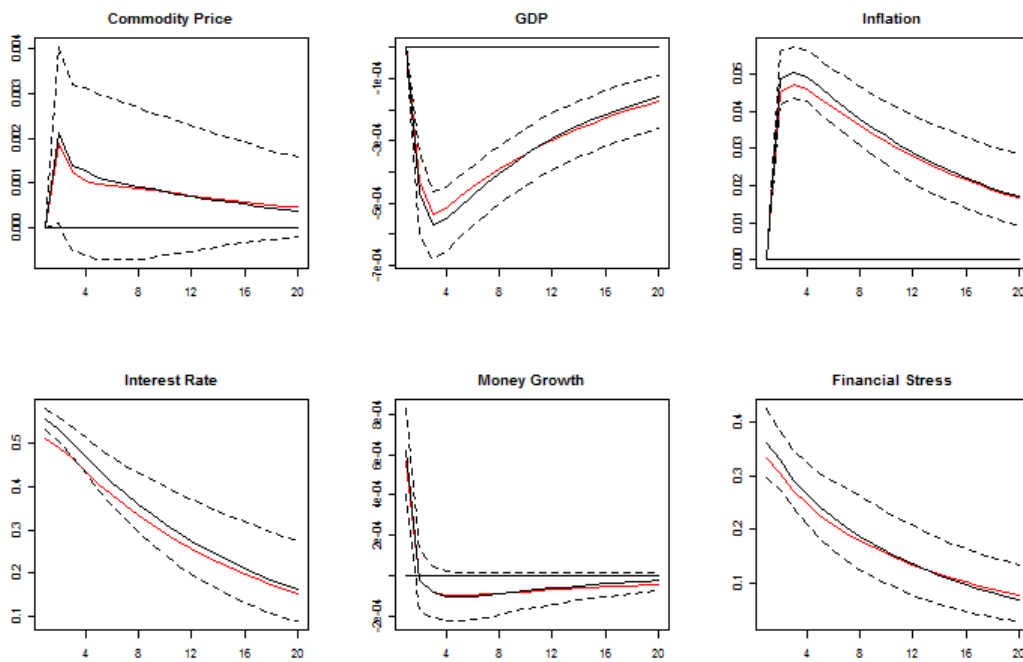 Commodity Price
0.004
0.003
0.002
0.001
0.000
4 8 12 16 20
GDP
-1e-04
-3e-04
-5e-04
-7e-04
4 8 12 16 20
Inflation
0.05
0.04
0.03
0.02
0.01
0.00
4 8 12 16 20
Interest Rate
0.5
0.4
0.3
0.2
0.1
4 8 12 16 20
Money Growth
8e-04
6e-04
4e-04
2e-04
-2e-04
4 8 12 16 20
Financial Stress
0.4
0.3
0.2
0.1
4 8 12 16 20